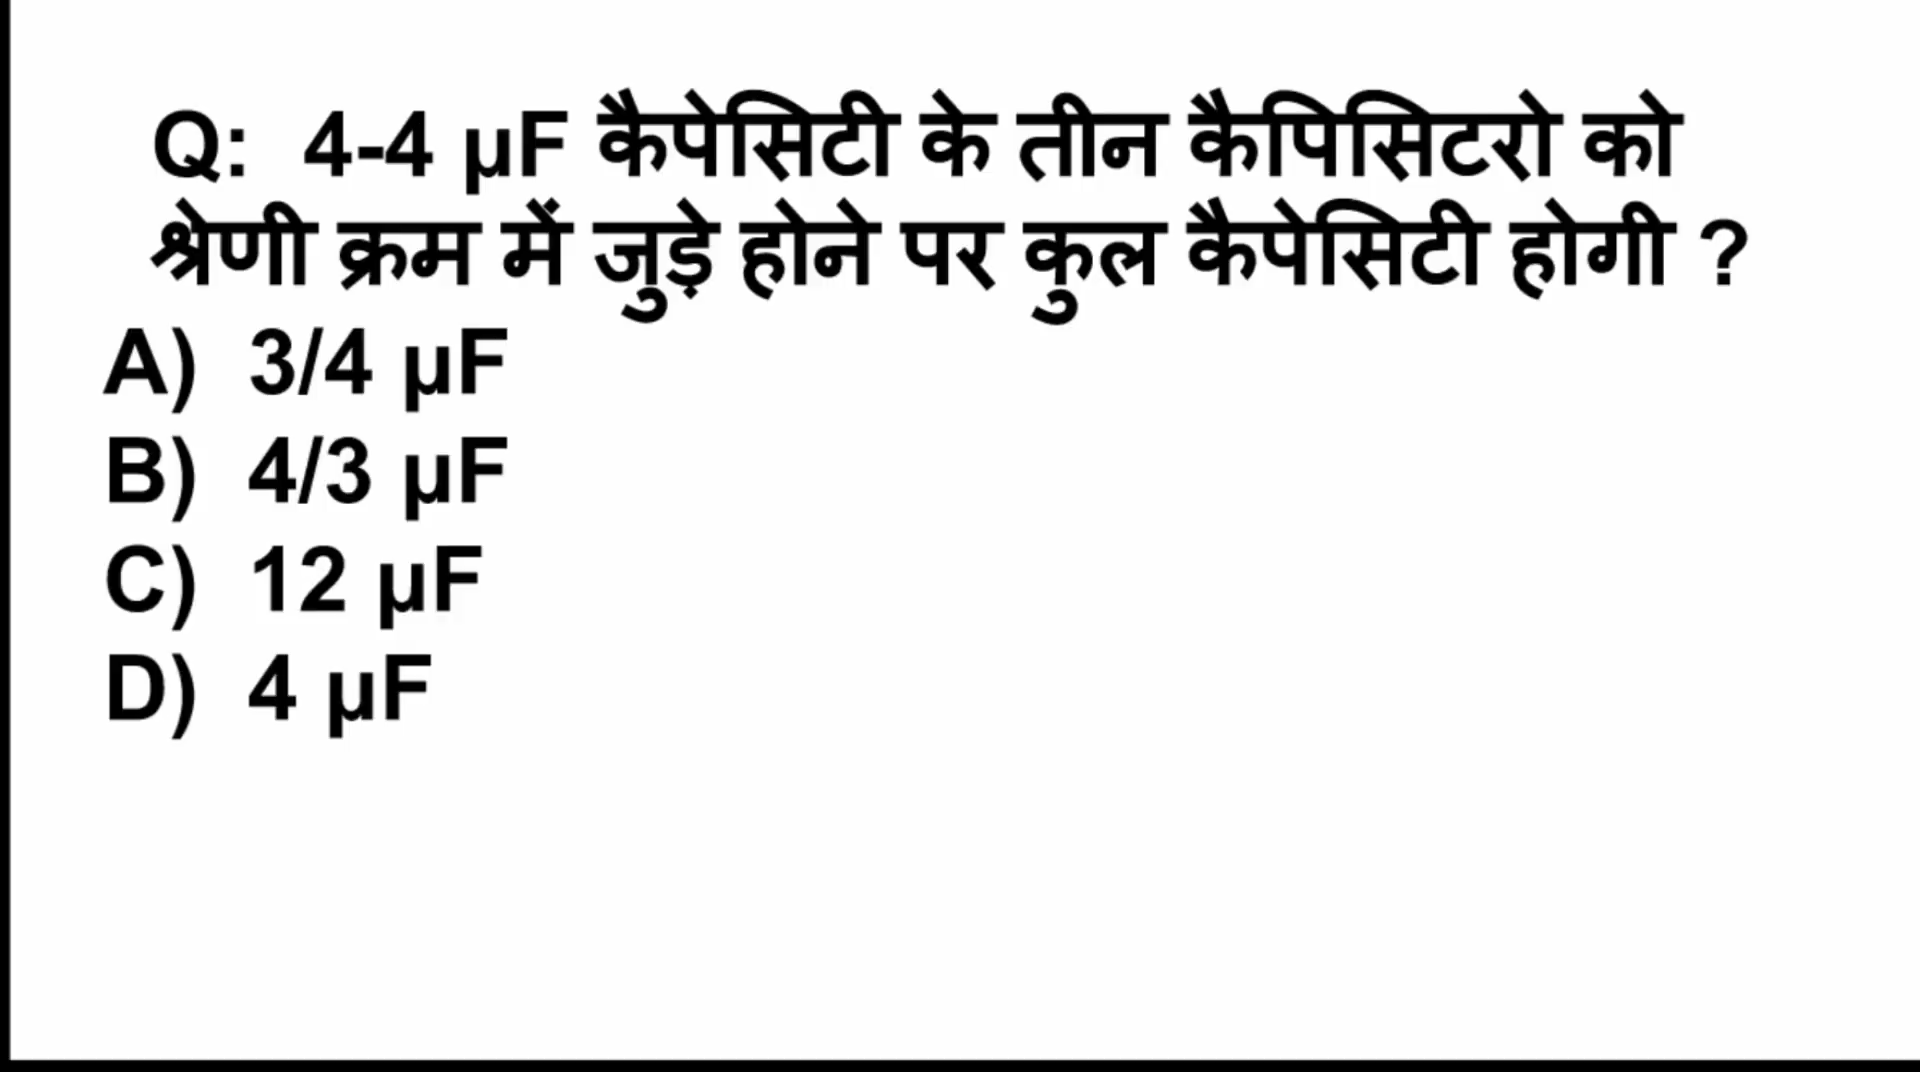 Q: 4-4 µF कैपेसिटी के तीन कैपिसिटरो को
श्रेणी क्रम में जुड़े होने पर कुल कैपेसिटी होगी ?
A) 3/4 µF
B) 4/3 µF
C) 12 µF
D) 4 µF